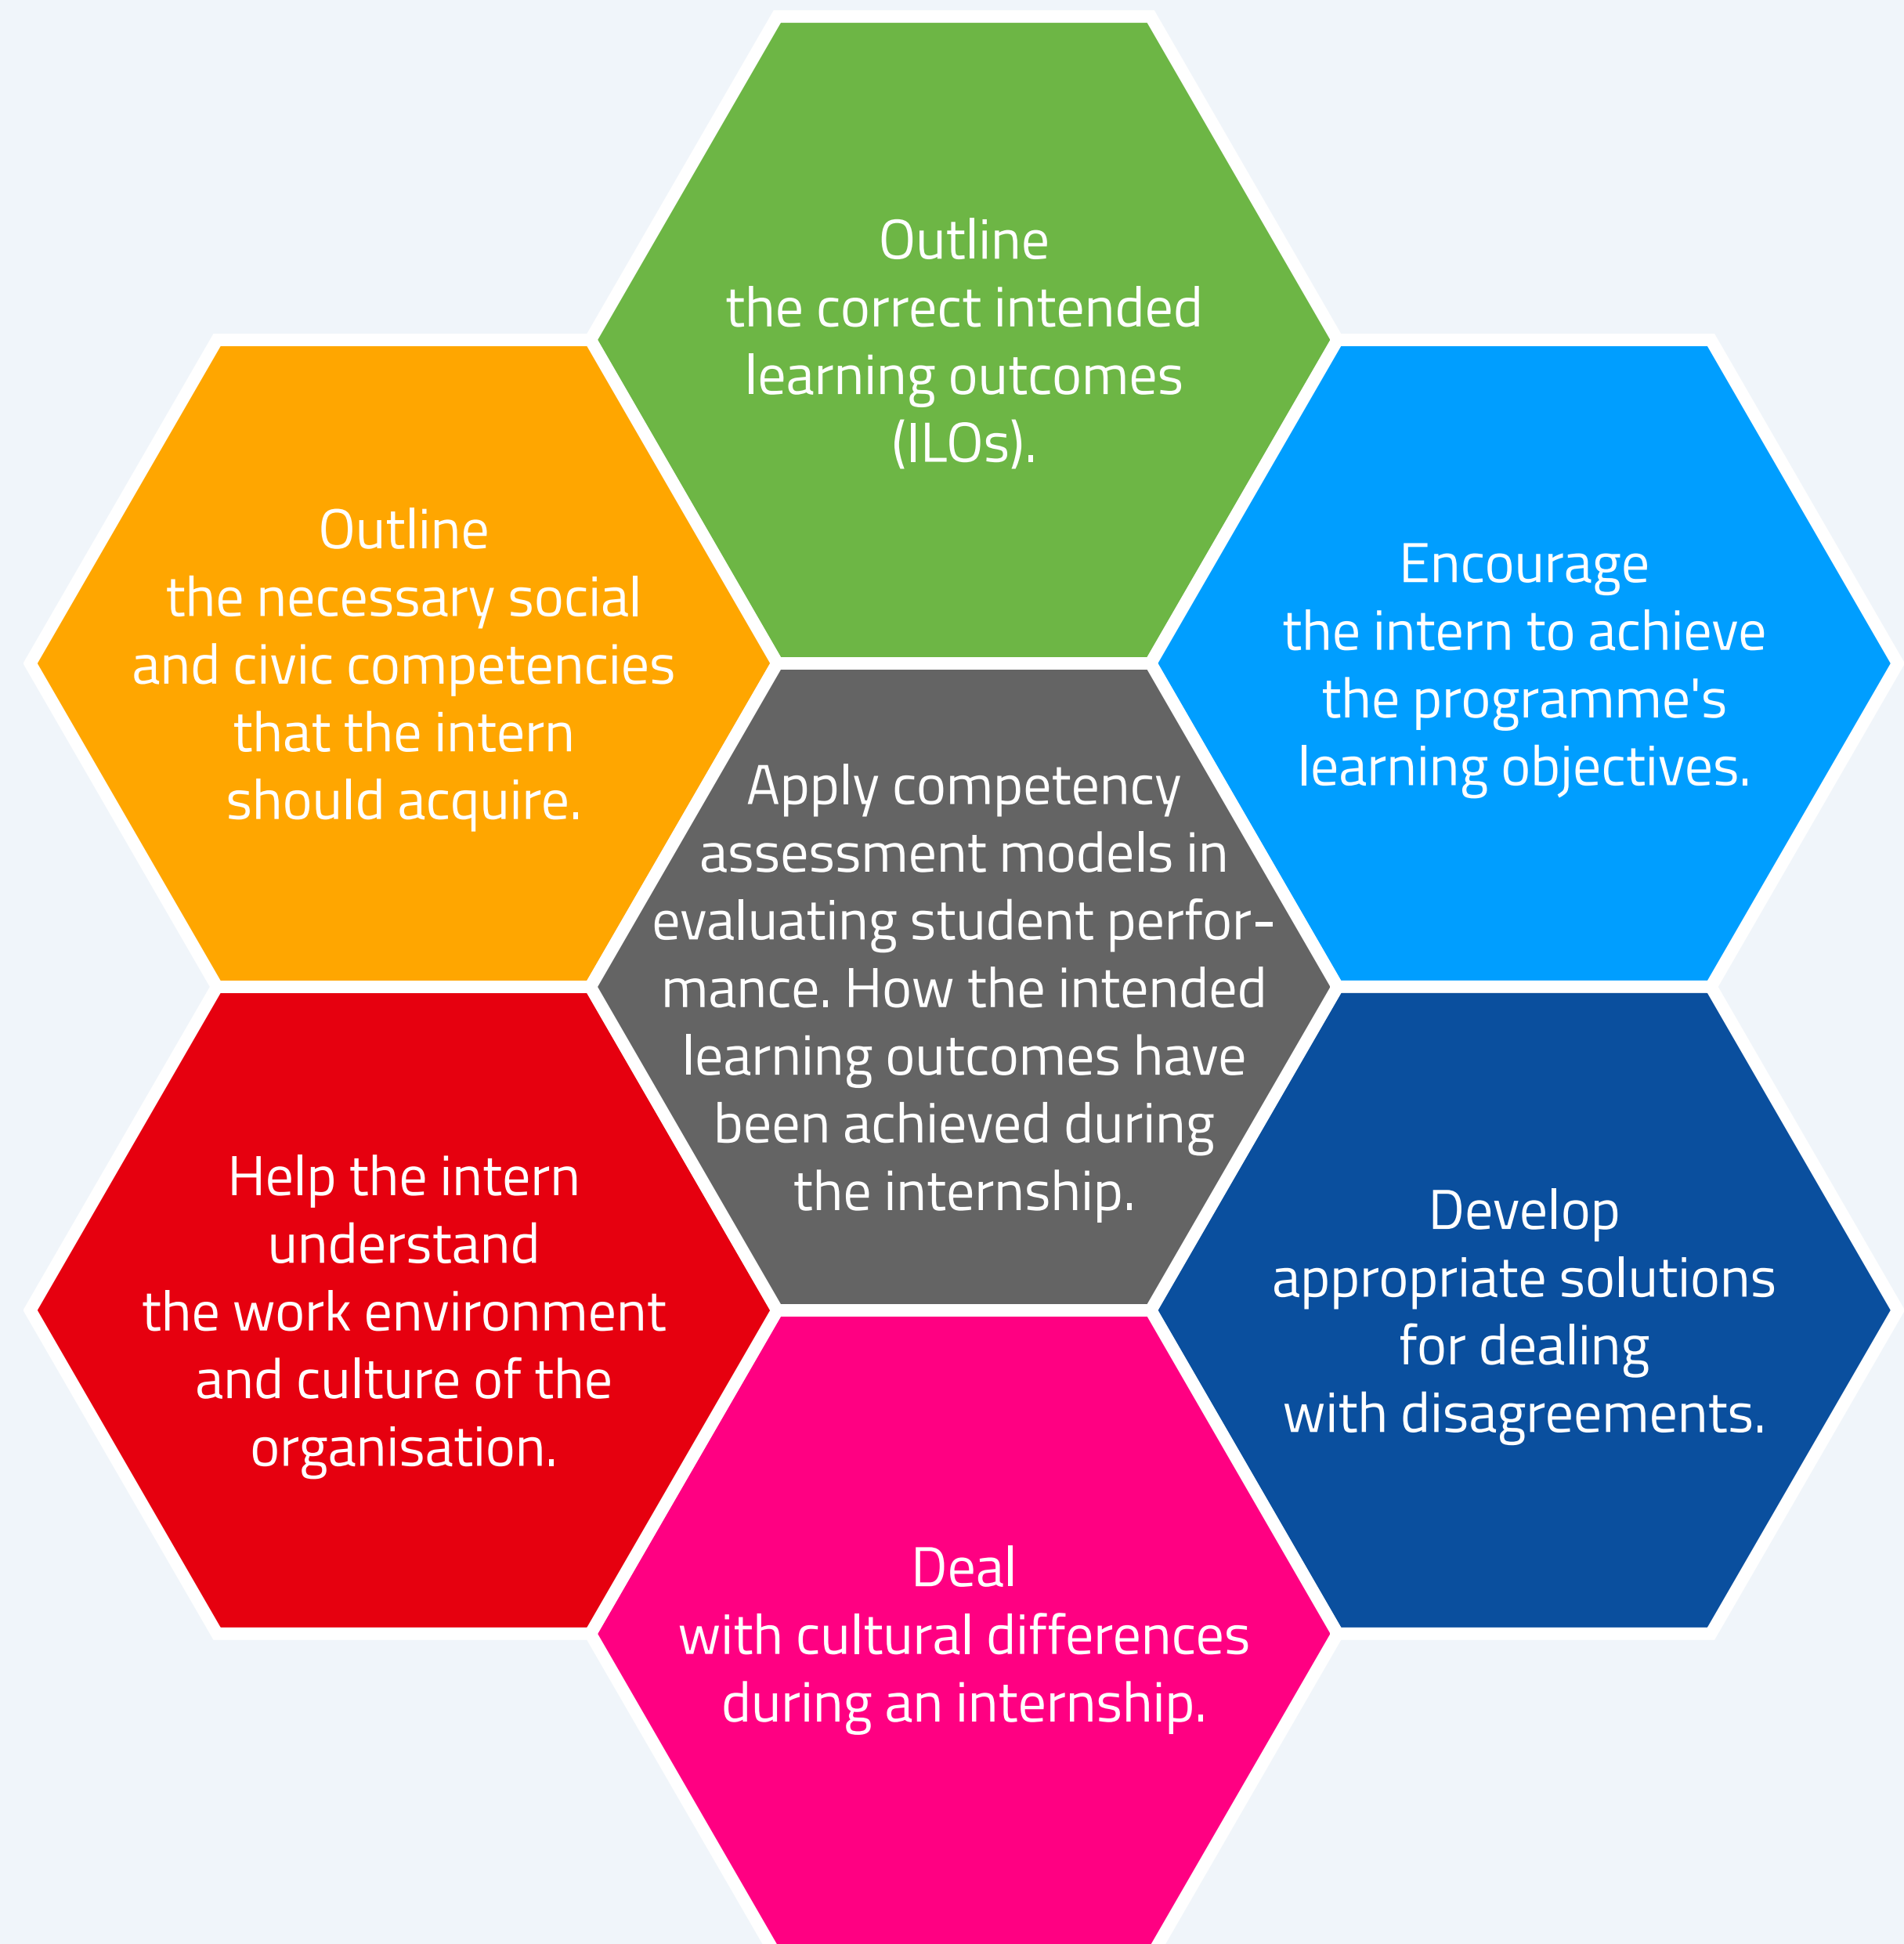 Outline
the correct intended
learning outcomes
(ILOs).
Outline
the necessary social
and civic competencies
that the intern
should acquire.
Encourage
the intern to achieve
the programme's
learning objectives.
Apply competency
assessment models in
evaluating student perfor-
mance. How the intended
learning outcomes have
been achieved during
the internship.
Help the intern
understand
the work environment
and culture of the
organisation.
Develop
appropriate solutions
for dealing
with disagreements.
Deal
with cultural differences
during an internship.